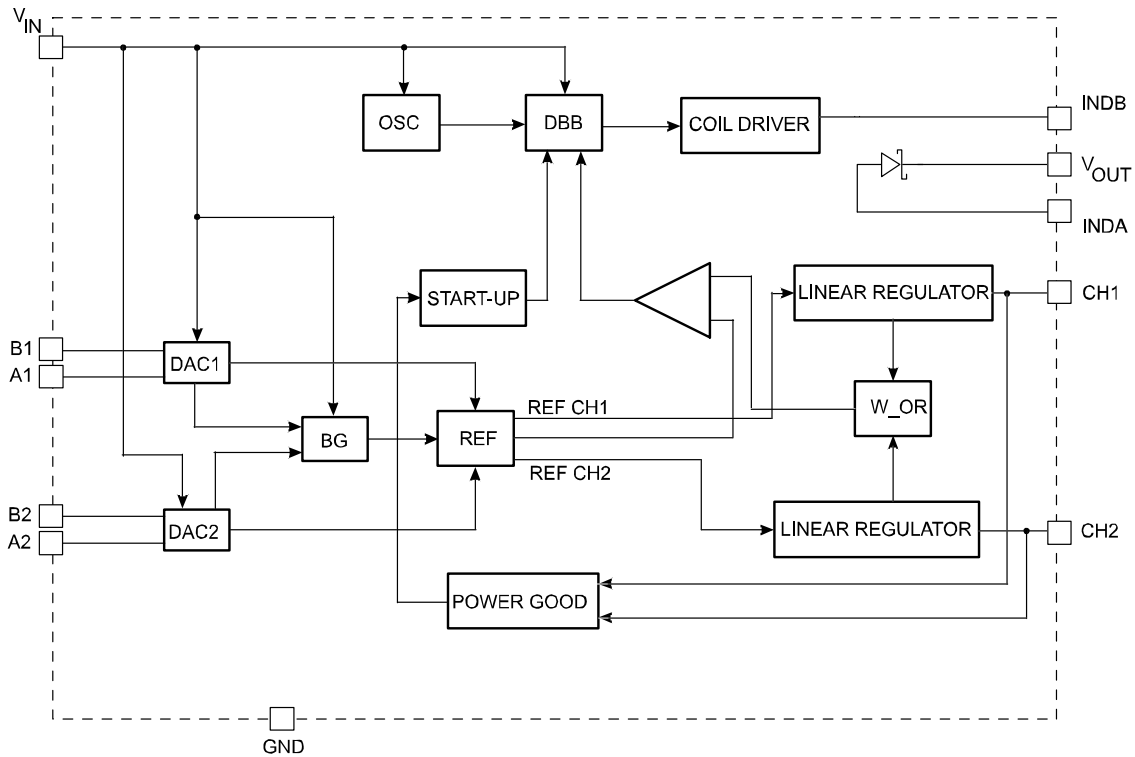 VIN
INDB
OSC
DBB
COIL DRIVER
VOUT
INDA
START-UP
LINEAR REGULATOR
CH1
B1
A1
DAC1
REF CH1
W_OR
BG
REF
REF CH2
B2
A2
DAC2
LINEAR REGULATOR
CH2
POWER GOOD
GND